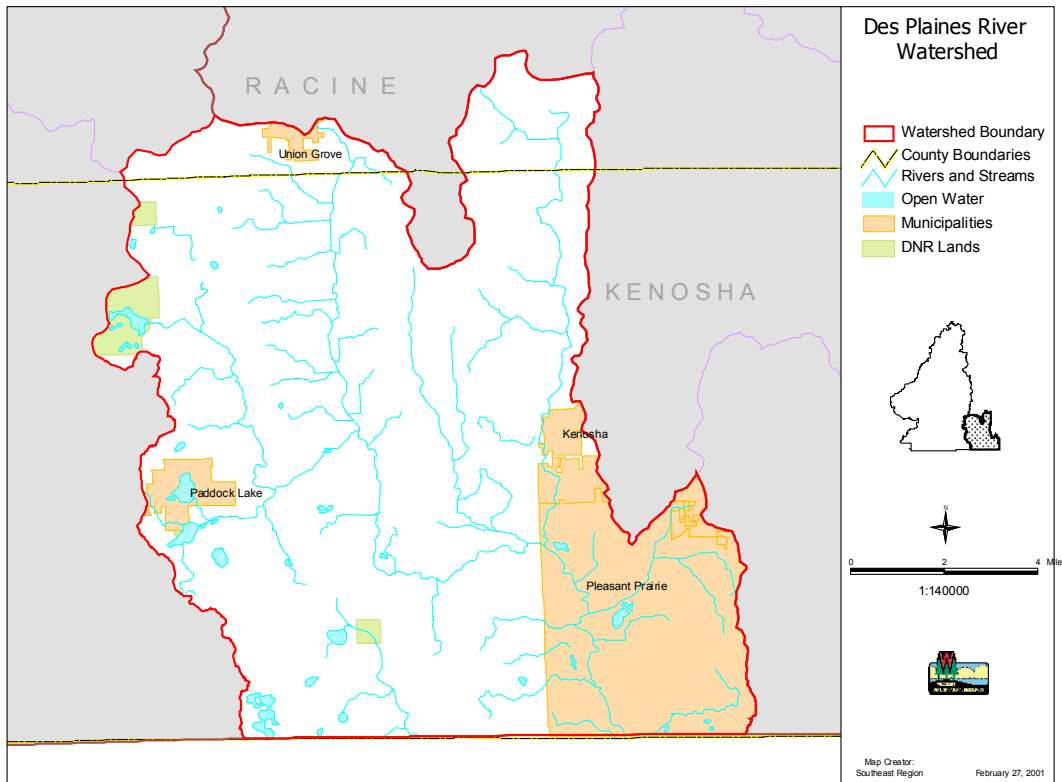 Des Plaines River
Watershed
RACINE
Union Grove
KENOSHA
Kenosha
Paddock Lake
Pleasant Prairie
Watershed Boundary
County Boundaries
Rivers and Streams
Open Water
Municipalities
DNR Lands
N
0 2 4 Mile
1:140000
Map Creator:
Southeast Region February 27, 2001